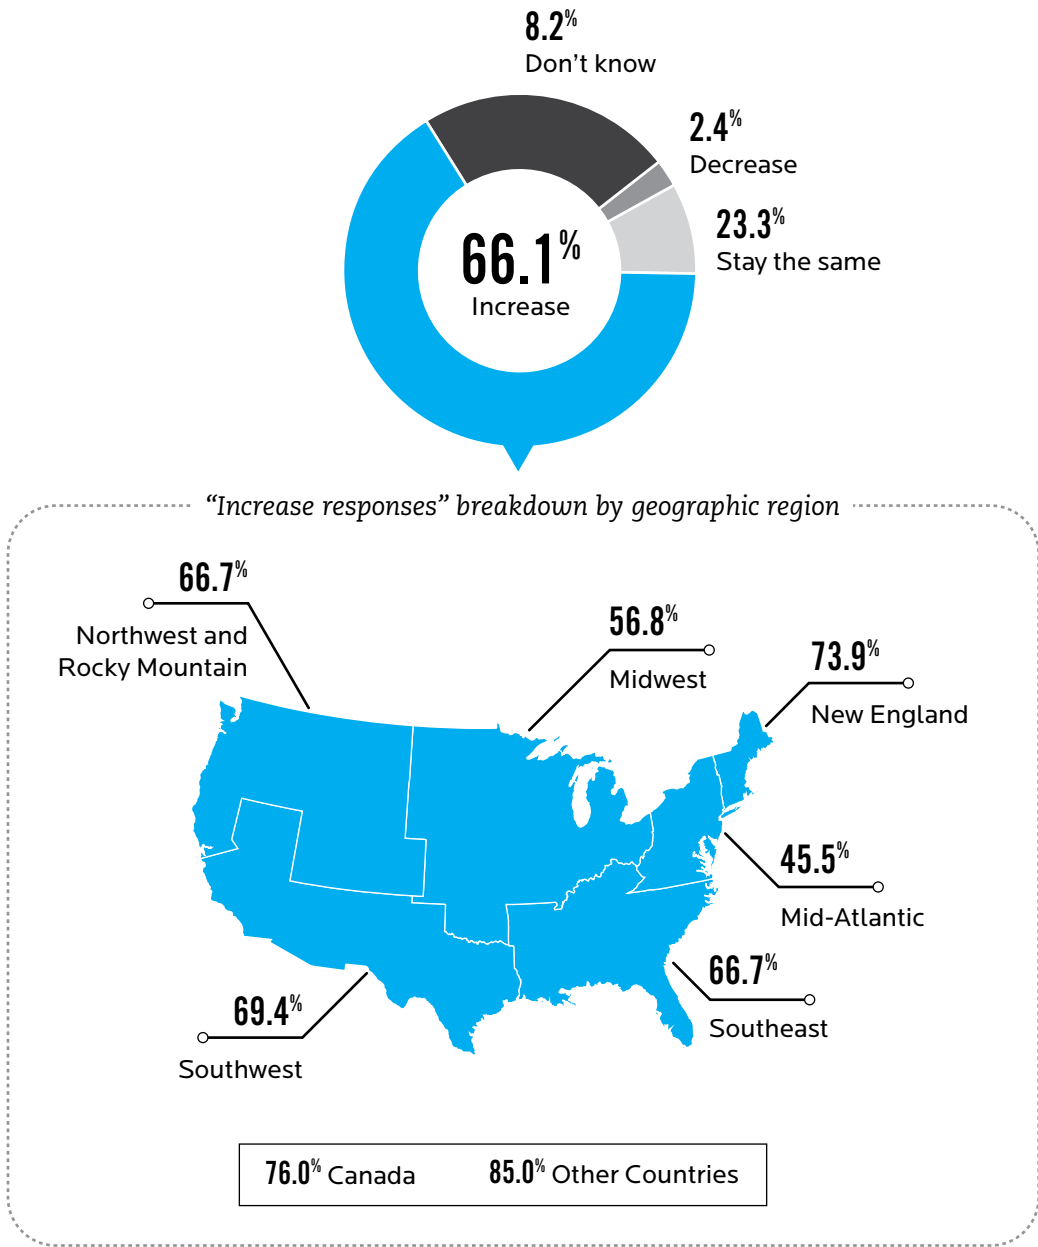 8.2%
Don't know
2.4%
Decrease
23.3%
Stay the same
66.1%
Increase
“Increase responses” breakdown by geographic region
66.7%
Northwest and
Rocky Mountain
56.8%
Midwest
73.9%
New England
45.5%
Mid-Atlantic
66.7%
Southeast
69.4%
Southwest
76.0% Canada 85.0% Other Countries